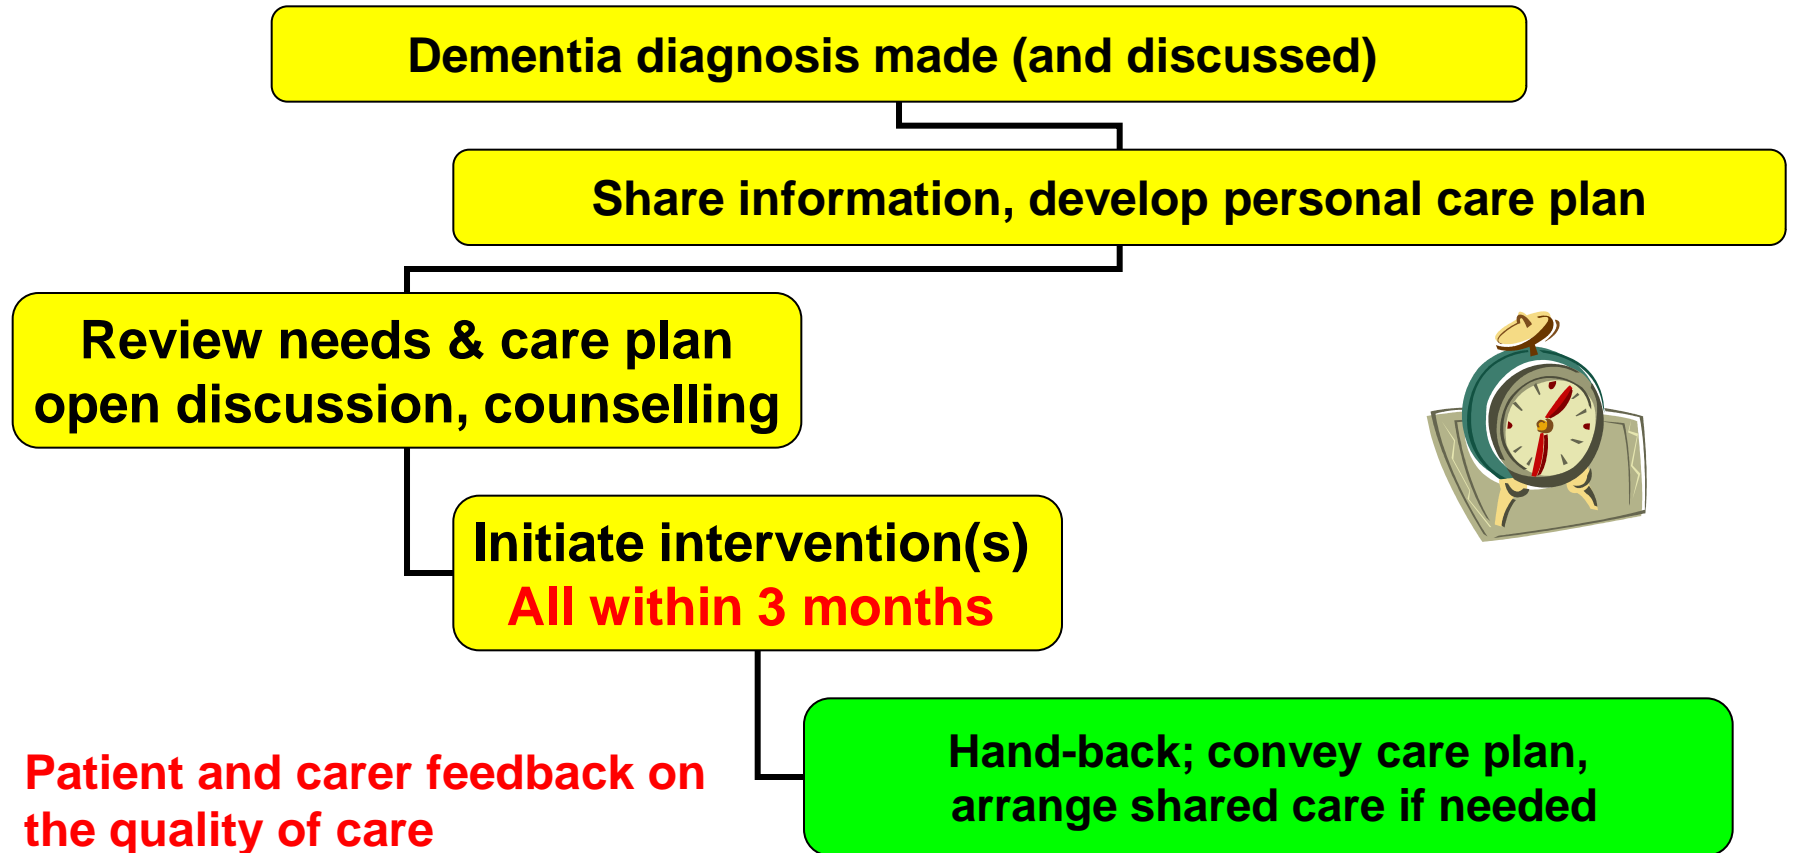 Dementia diagnosis made (and discussed)
Share information, develop personal care plan
Review needs & care plan
open discussion, counselling
Initiate intervention(s)
All within 3 months
Hand-back; convey care plan,
arrange shared care if needed
Patient and carer feedback on
the quality of care